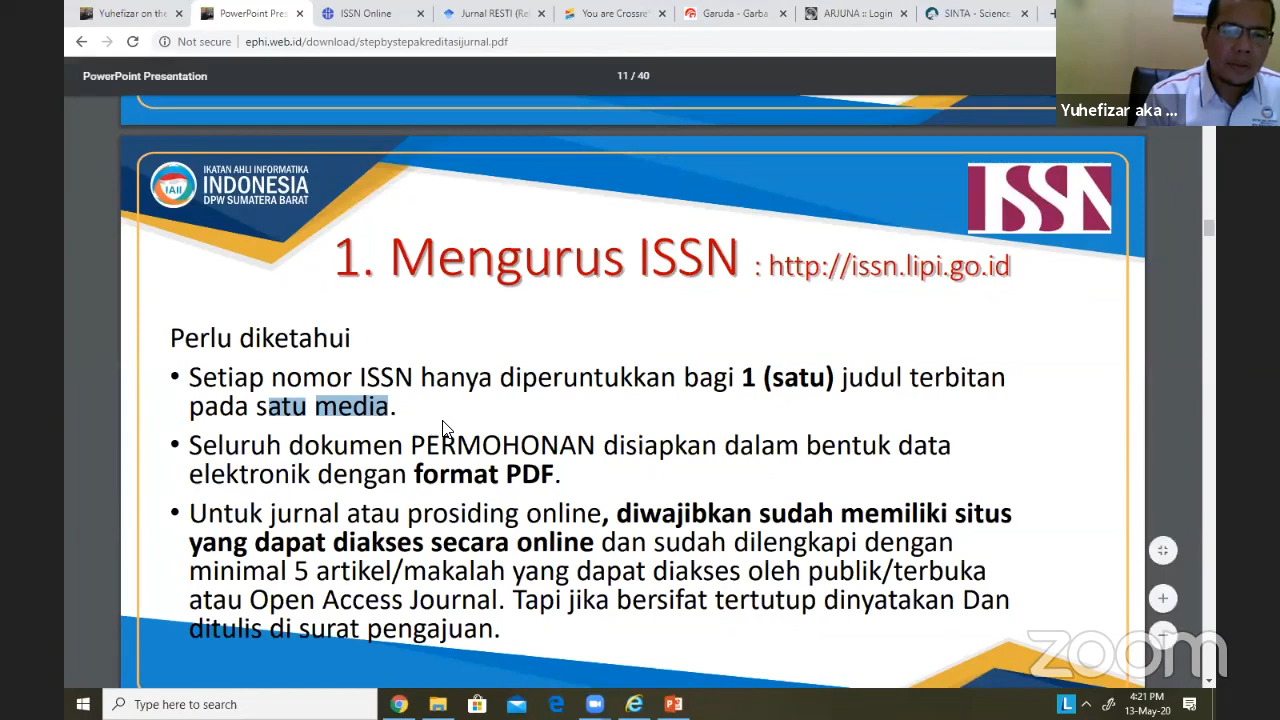 Yuhefizar on the
PowerPoint Pres
ISSN Online
Jurnal RESTI (Re
You are Crossre
Garuda - Garba
ARJUNA :: Login
SINTA - Science
Not secure
ephi.web.id/download/stepbystepakreditasijurnal.pdf
PowerPoint Presentation
11 / 40
Yuhefizar aka ...
IKATAN AHLI INFORMATIKA
INDONESIA
DPW SUMATERA BARAT
IAII
ISSN
1. Mengurus ISSN : http://issn.lipi.go.id
Perlu diketahui
• Setiap nomor ISSN hanya diperuntukkan bagi 1 (satu) judul terbitan
pada satu media.
• Seluruh dokumen PERMOHONAN disiapkan dalam bentuk data
elektronik dengan format PDF.
• Untuk jurnal atau prosiding online, diwajibkan sudah memiliki situs
yang dapat diakses secara online dan sudah dilengkapi dengan
minimal 5 artikel/makalah yang dapat diakses oleh publik/terbuka
atau Open Access Journal. Tapi jika bersifat tertutup dinyatakan Dan
ditulis di surat pengajuan.
zoom
Type here to search
L
4:21 PM
13-May-20